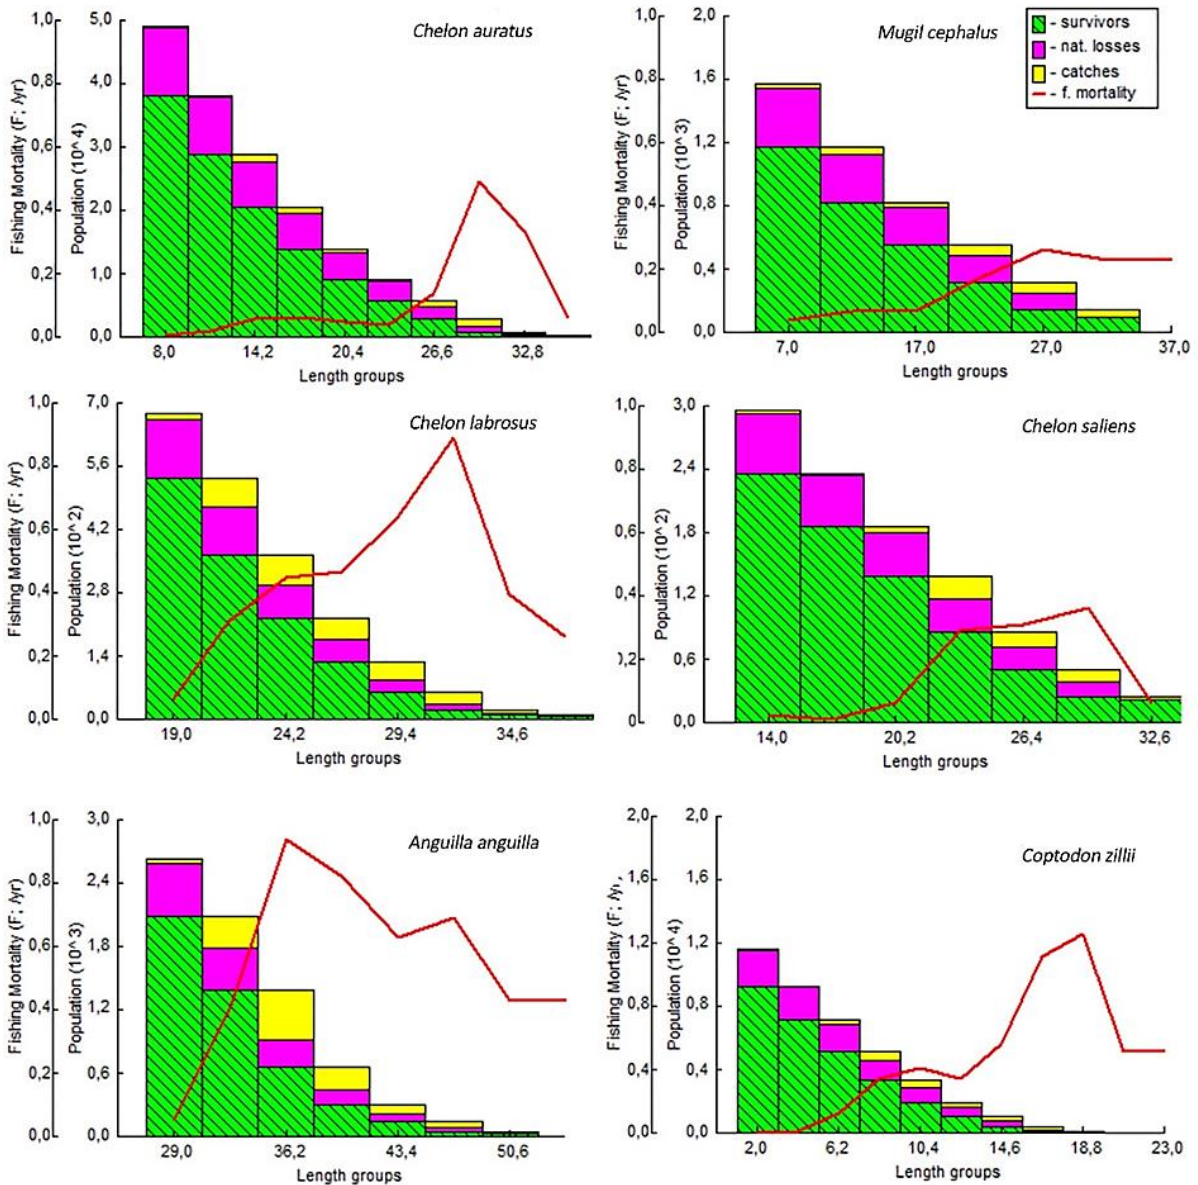 Chelon auratus
Fishing Mortality (F; /yr)
1,0
0,8
0,6
0,4
0,2
0,0
Population (10^ 4)
5,0
4,0
3,0
2,0
1,0
0,0
8,0 14,2 20,4 26,6 32,8
Length groups
Mugil cephalus
- survivors
- nat. losses
- catches
- f. mortality
Fishing Mortality (F; /yr)
1,0
0,8
0,6
0,4
0,2
0,0
Population (10^ 3)
2,0
1,6
1,2
0,8
0,4
0,0
7,0 17,0 27,0 37,0
Length groups
Chelon labrosus
Fishing Mortality (F; /yr)
1,0
0,8
0,6
0,4
0,2
0,0
Population (10^ 2)
7,0
5,6
4,2
2,8
1,4
0,0
19,0 24,2 29,4 34,6
Length groups
Chelon saliens
1,0
0,8
0,6
0,4
0,2
0,0
Population (10^ 2)
3,0
2,4
1,8
1,2
0,6
0,0
14,0 20,2 26,4 32,6
Length groups
Anguilla anguilla
Fishing Mortality (F; /yr)
1,0
0,8
0,6
0,4
0,2
0,0
Population (10^ 3)
3,0
2,4
1,8
1,2
0,6
0,0
29,0 36,2 43,4 50,6
Length groups
Coptodon zillii
Fishing Mortality (F; /yr
2,0
1,6
1,2
0,8
0,4
0,0
Population (10^ 4)
2,0
1,6
1,2
0,8
0,4
0,0
2,0 6,2 10,4 14,6 18,8 23,0
Length groups